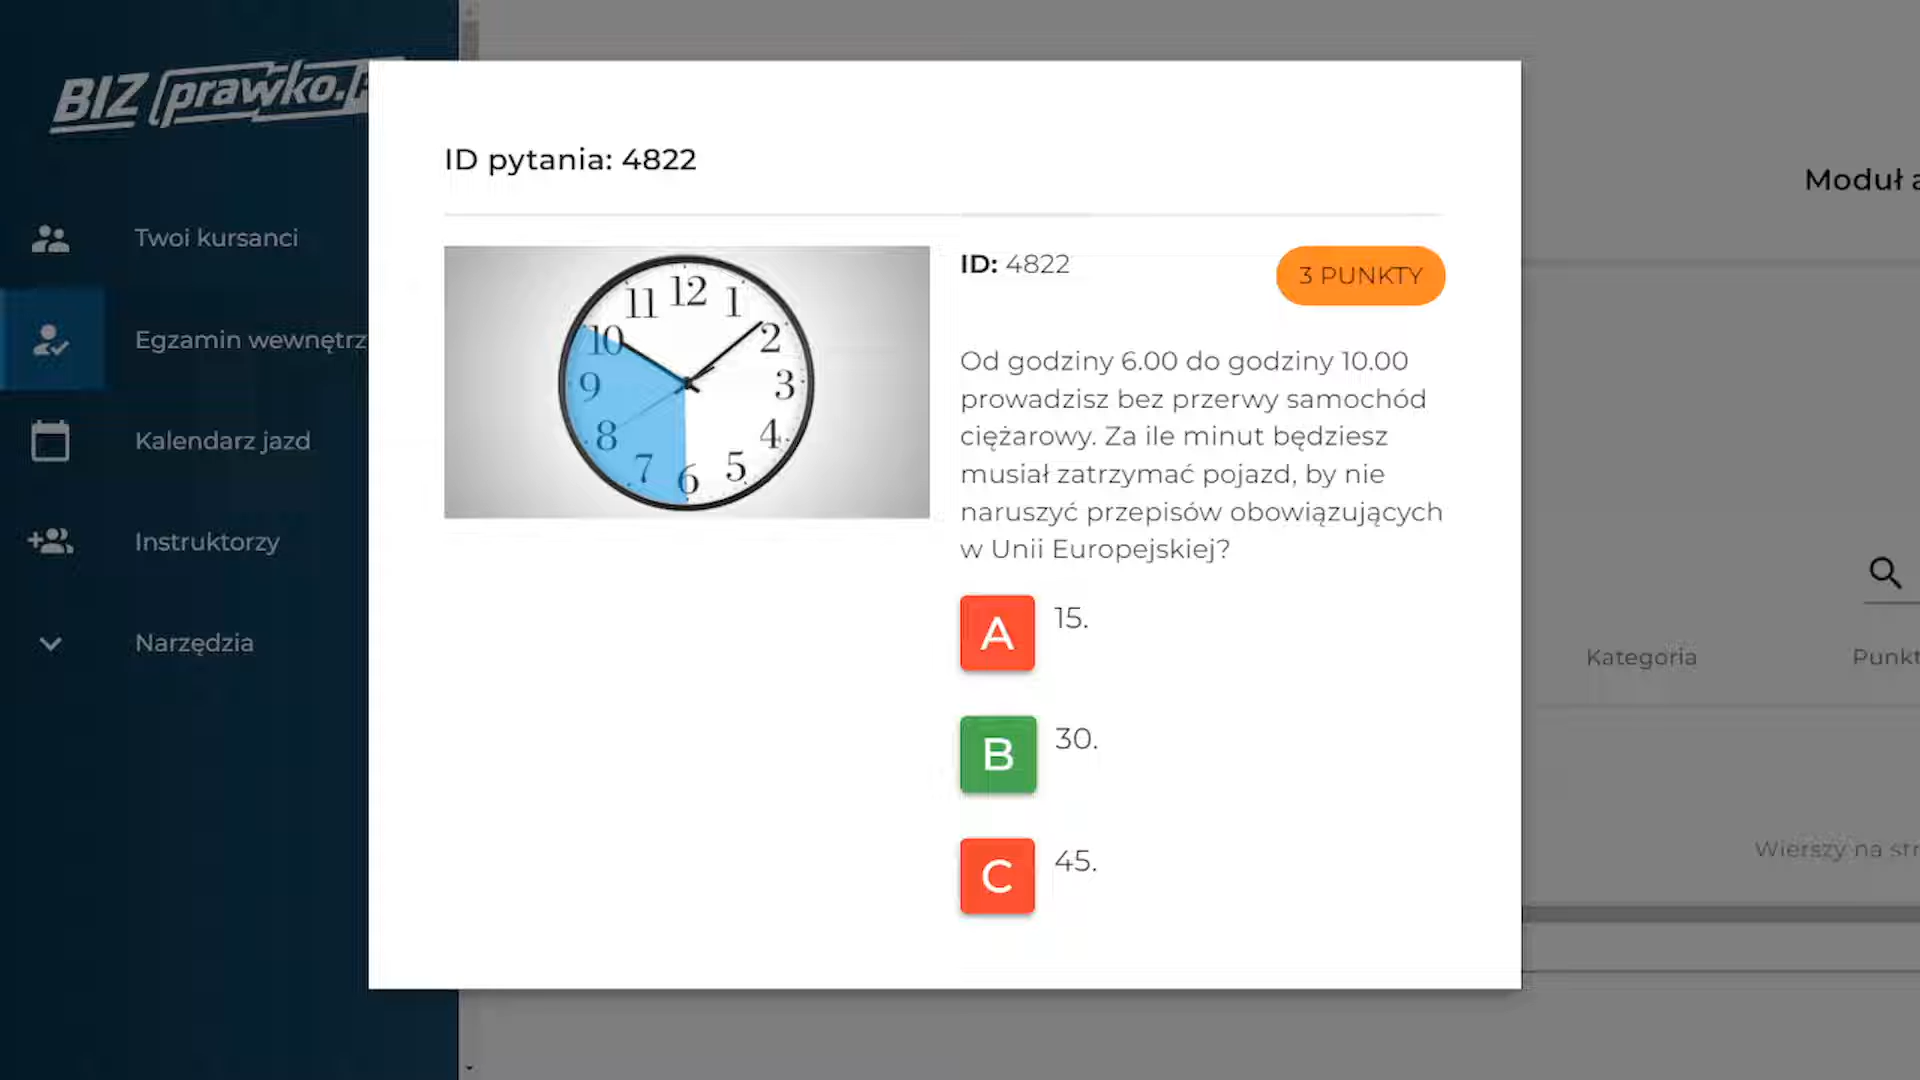 BIZ prawko.
Twoi kursanci
Egzamin wewnętrz
Kalendarz jazd
Instruktorzy
Narzędzia
ID pytania: 4822
12
1
2
3
4
5
6
7
8
9
10
11
ID: 4822
3 PUNKTY
Od godziny 6.00 do godziny 10.00
prowadzisz bez przerwy samochód
ciężarowy. Za ile minut będziesz
musiał zatrzymać pojazd, by nie
naruszyć przepisów obowiązujących
w Unii Europejskiej?
A 15.
B 30.
C 45.
Moduł a
Kategoria
Punkt
Wierszy na str